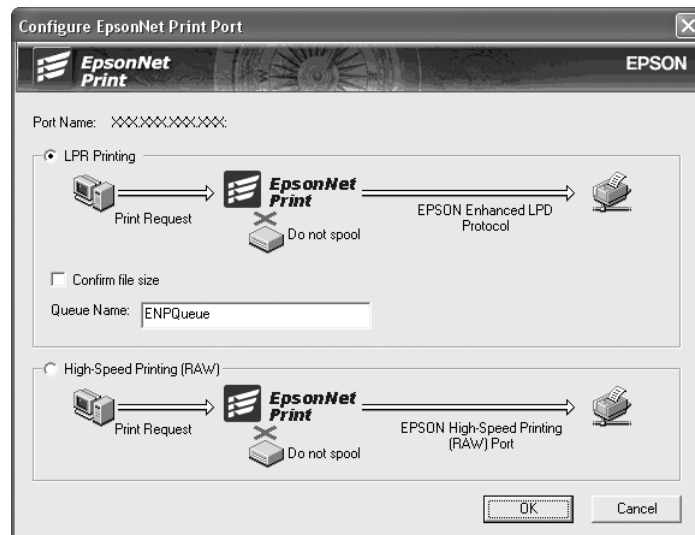 Configure EpsonNet Print Port
EpsonNet
Print
EPSON
Port Name: XXX.XXX.XXX.XXX:
LPR Printing
Print Request
EpsonNet
Print
Do not spool
EPSON Enhanced LPD
Protocol
Confirm file size
Queue Name: ENPQueue
High-Speed Printing (RAW)
Print Request
EpsonNet
Print
Do not spool
EPSON High-Speed Printing
(RAW) Port
OK
Cancel